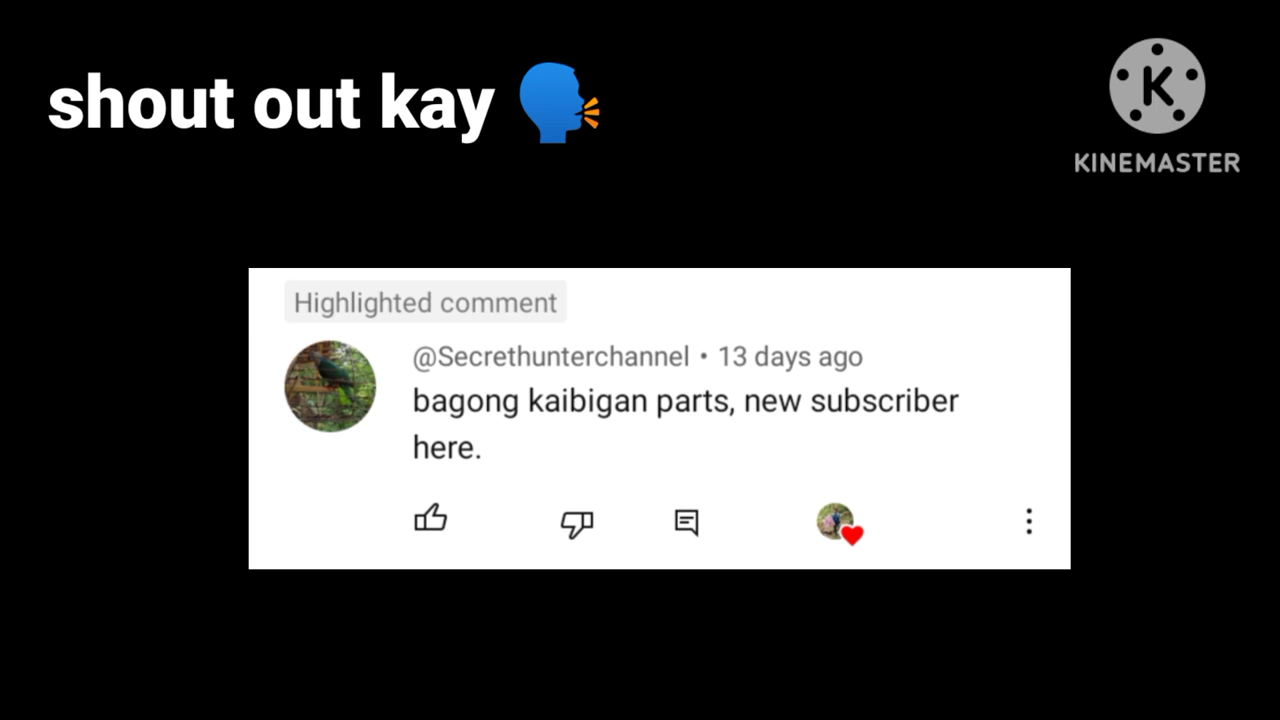 shout out kay 🗣
K
KINEMASTER
Highlighted comment
@Secrethunterchannel • 13 days ago
bagong kaibigan parts, new subscriber
here.